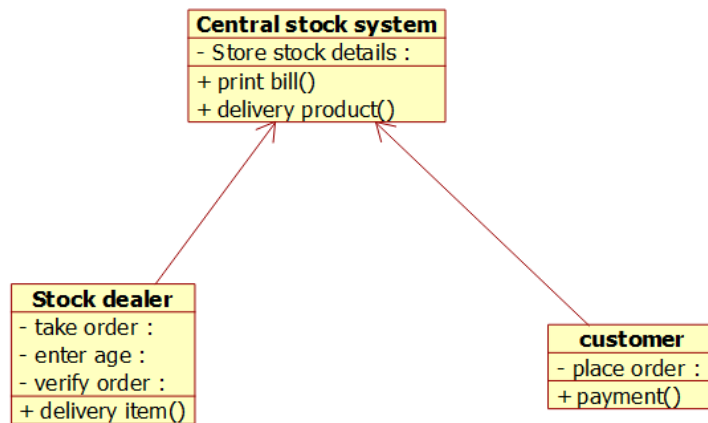 Central stock system
- Store stock details :
+ print bill()
+ delivery product()
Stock dealer
- take order :
- enter age :
- verify order :
+ delivery item()
customer
- place order :
+ payment()